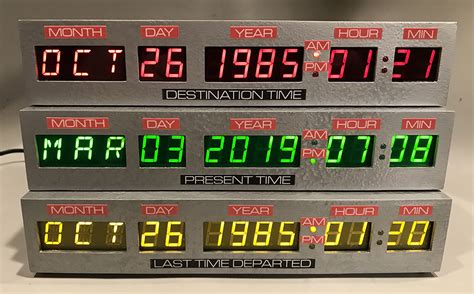 MONTH DAY YEAR AM PM HOUR MIN
OCT 26 1985 01 21
DESTINATION TIME
MONTH DAY YEAR AM PM HOUR MIN
MAR 03 2019 07 08
PRESENT TIME
MONTH DAY YEAR AM PM HOUR MIN
OCT 26 1985 01 20
LAST TIME DEPARTED